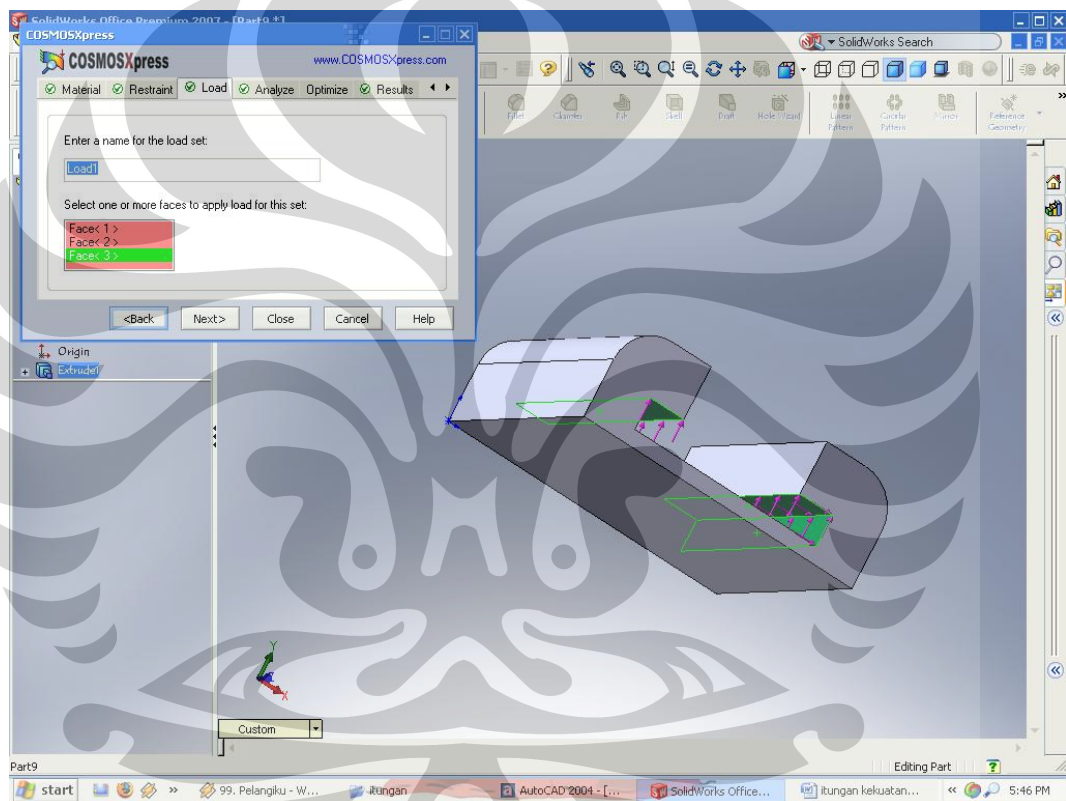 SolidWorks Office Premium 2007 - [Part9 *]
COSMOSXpress
COSMOSXpress
www.COSMOSXpress.com
Material Restraint Load Analyze Optimize Results
Enter a name for the load set:
Load1
Select one or more faces to apply load for this set:
Face< 1 >
Face< 2 >
Face< 3 >
<Back Next> Close Cancel Help
SolidWorks Search
Fillet Chamfer Rib Shell Draft Hole Wizard Linear Pattern Circular Pattern Mirror Reference Geometry
Origin
Extrude1
Y
X
Custom
Part9
Editing Part
start
99. Pelangiku - W...
itungan
AutoCAD 2004 - [...
SolidWorks Office...
itungan kekuatan...
5:46 PM